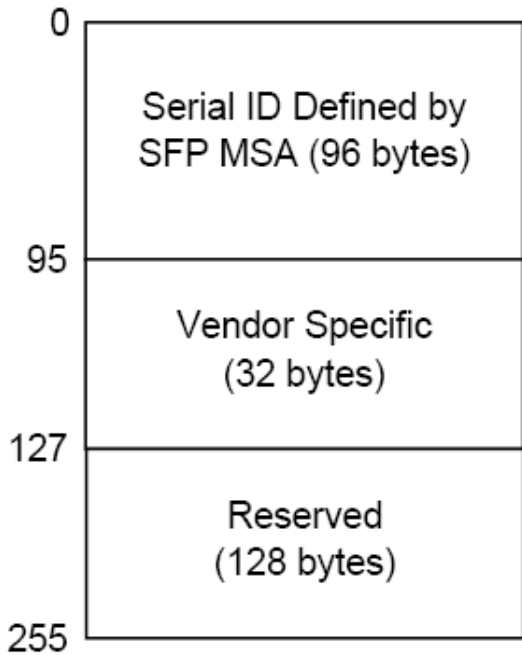 0
Serial ID Defined by
SFP MSA (96 bytes)
95
Vendor Specific
(32 bytes)
127
Reserved
(128 bytes)
255